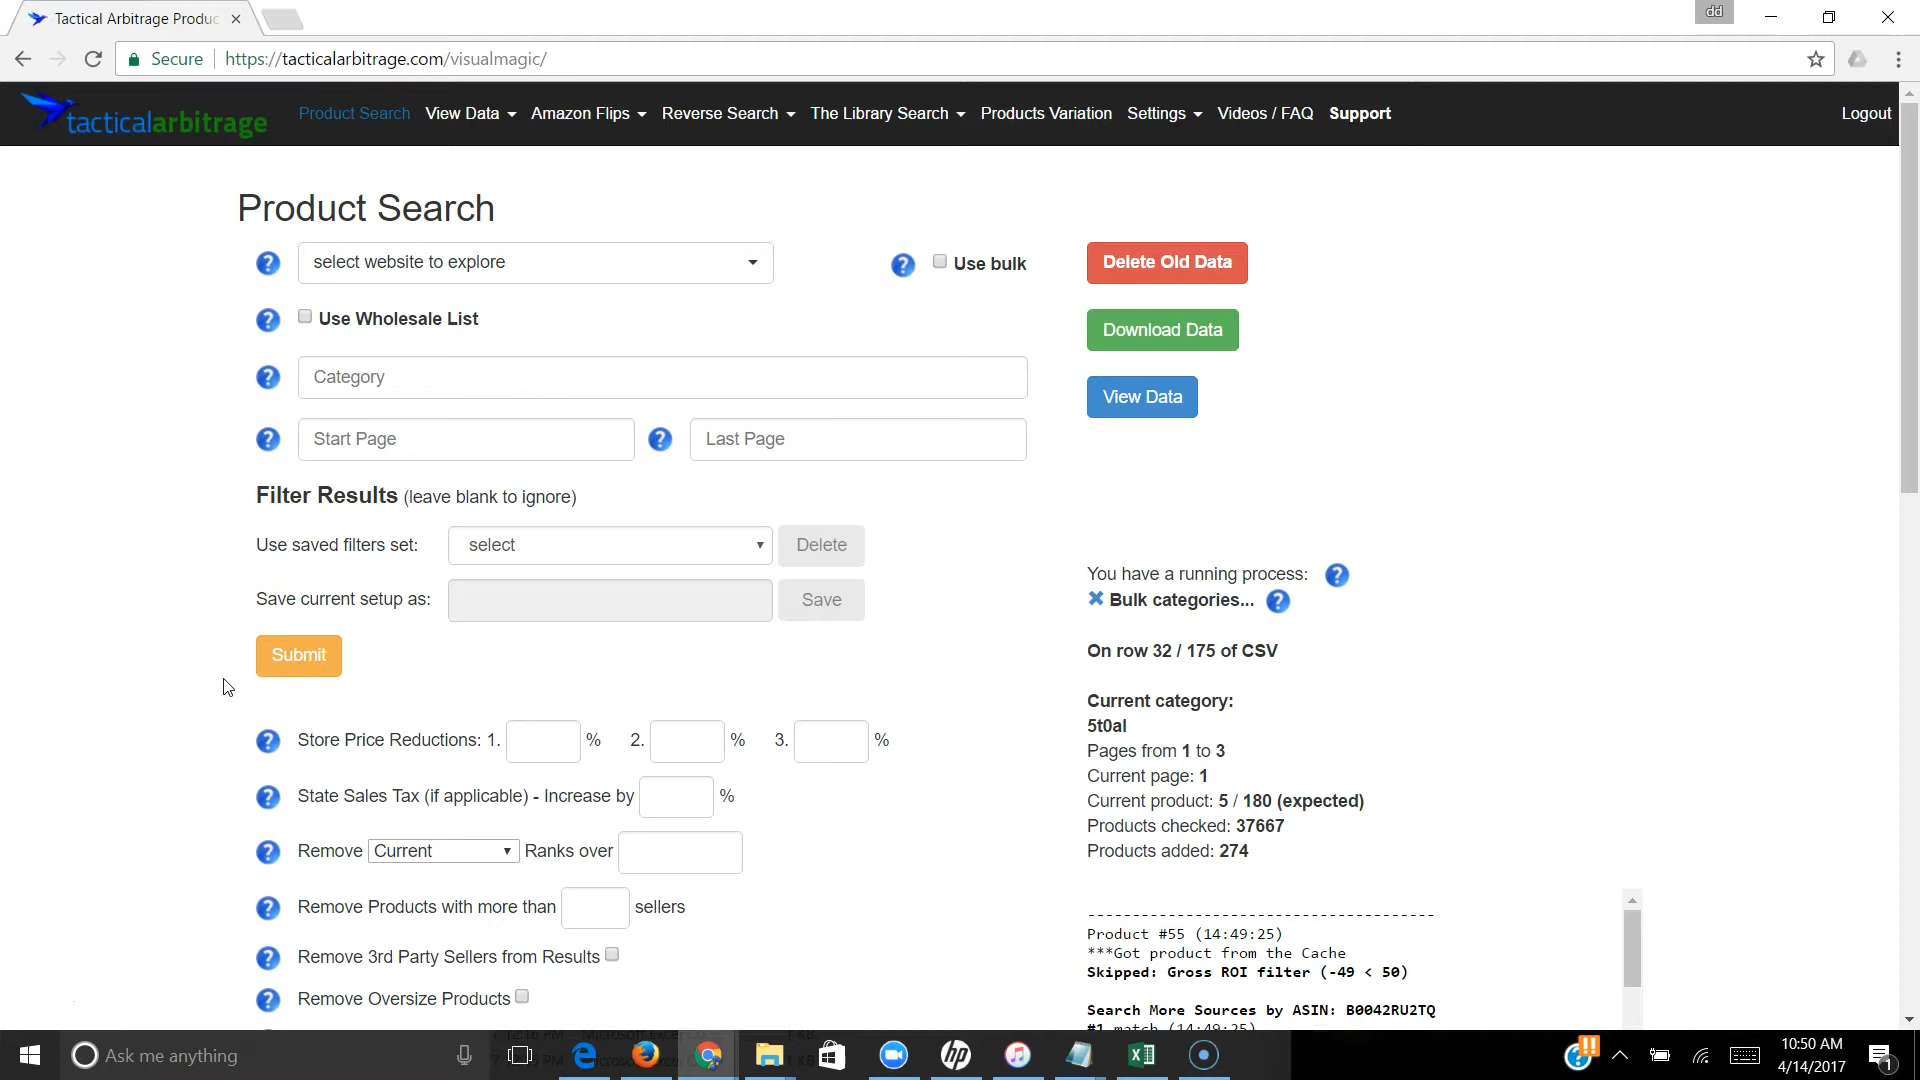 Tactical Arbitrage Produc
dd
Secure
https://tacticalarbitrage.com/visualmagic/
tacticalarbitrage
Product Search
View Data
Amazon Flips
Reverse Search
The Library Search
Products Variation
Settings
Videos / FAQ
Support
Logout
Product Search
? select website to explore
? Use bulk
Delete Old Data
? Use Wholesale List
Download Data
? Category
View Data
? Start Page
? Last Page
Filter Results (leave blank to ignore)
Use saved filters set: select Delete
Save current setup as: Save
Submit
? Store Price Reductions: 1. % 2. % 3. %
? State Sales Tax (if applicable) - Increase by %
? Remove Current Ranks over
? Remove Products with more than sellers
? Remove 3rd Party Sellers from Results
? Remove Oversize Products
You have a running process: ?
Bulk categories... ?
On row 32 / 175 of CSV
Current category:
5t0al
Pages from 1 to 3
Current page: 1
Current product: 5 / 180 (expected)
Products checked: 37667
Products added: 274
---------------------------------------
Product #55 (14:49:25)
***Got product from the Cache
Skipped: Gross ROI filter (-49 < 50)
Search More Sources by ASIN: B0042RU2TQ
#1 match (14:49:25)
Ask me anything
10:50 AM
4/14/2017
1